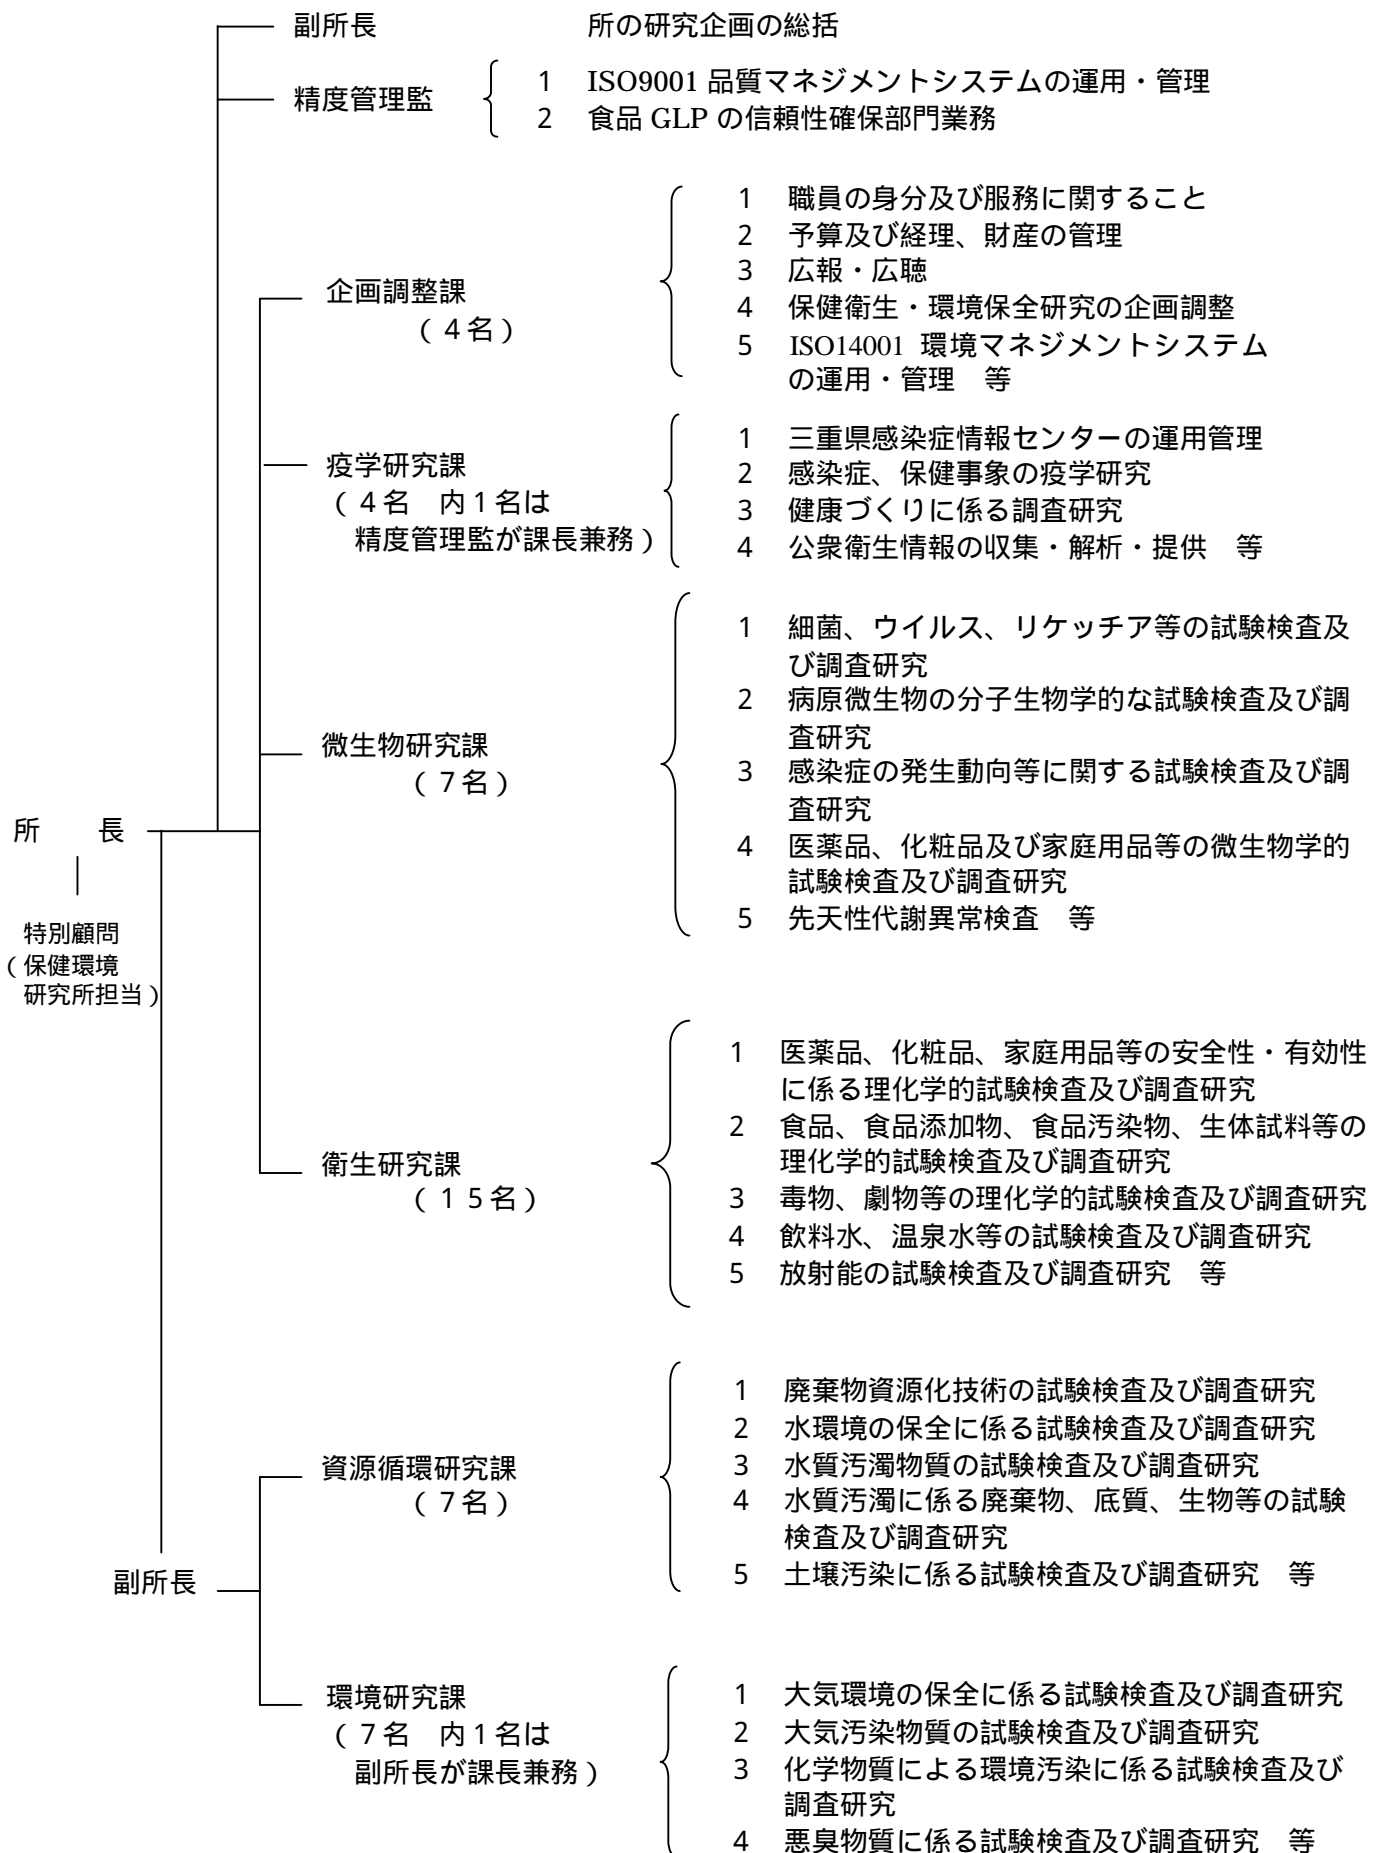 副所長 所の研究企画の総括
精度管理監
1 ISO9001 品質マネジメントシステムの運用・管理
2 食品 GLP の信頼性確保部門業務
企画調整課
(4名)
1 職員の身分及び服務に関すること
2 予算及び経理、財産の管理
3 広報・広聴
4 保健衛生・環境保全研究の企画調整
5 ISO14001 環境マネジメントシステム
の運用・管理 等
疫学研究課
(4名 内1名は
精度管理監が課長兼務)
1 三重県感染症情報センターの運用管理
2 感染症、保健事象の疫学研究
3 健康づくりに係る調査研究
4 公衆衛生情報の収集・解析・提供 等
微生物研究課
(7名)
1 細菌、ウイルス、リケッチア等の試験検査及
び調査研究
2 病原微生物の分子生物学的な試験検査及び調
査研究
3 感染症の発生動向等に関する試験検査及び調
査研究
4 医薬品、化粧品及び家庭用品等の微生物学的
試験検査及び調査研究
5 先天性代謝異常検査 等
所 長
特別顧問
(保健環境
研究所担当)
衛生研究課
(15名)
1 医薬品、化粧品、家庭用品等の安全性・有効性
に係る理化学的試験検査及び調査研究
2 食品、食品添加物、食品汚染物、生体試料等の
理化学的試験検査及び調査研究
3 毒物、劇物等の理化学的試験検査及び調査研究
4 飲料水、温泉水等の試験検査及び調査研究
5 放射能の試験検査及び調査研究 等
副所長
資源循環研究課
(7名)
1 廃棄物資源化技術の試験検査及び調査研究
2 水環境の保全に係る試験検査及び調査研究
3 水質汚濁物質の試験検査及び調査研究
4 水質汚濁に係る廃棄物、底質、生物等の試験
検査及び調査研究
5 土壌汚染に係る試験検査及び調査研究 等
環境研究課
(7名 内1名は
副所長が課長兼務)
1 大気環境の保全に係る試験検査及び調査研究
2 大気汚染物質の試験検査及び調査研究
3 化学物質による環境汚染に係る試験検査及び
調査研究
4 悪臭物質に係る試験検査及び調査研究 等